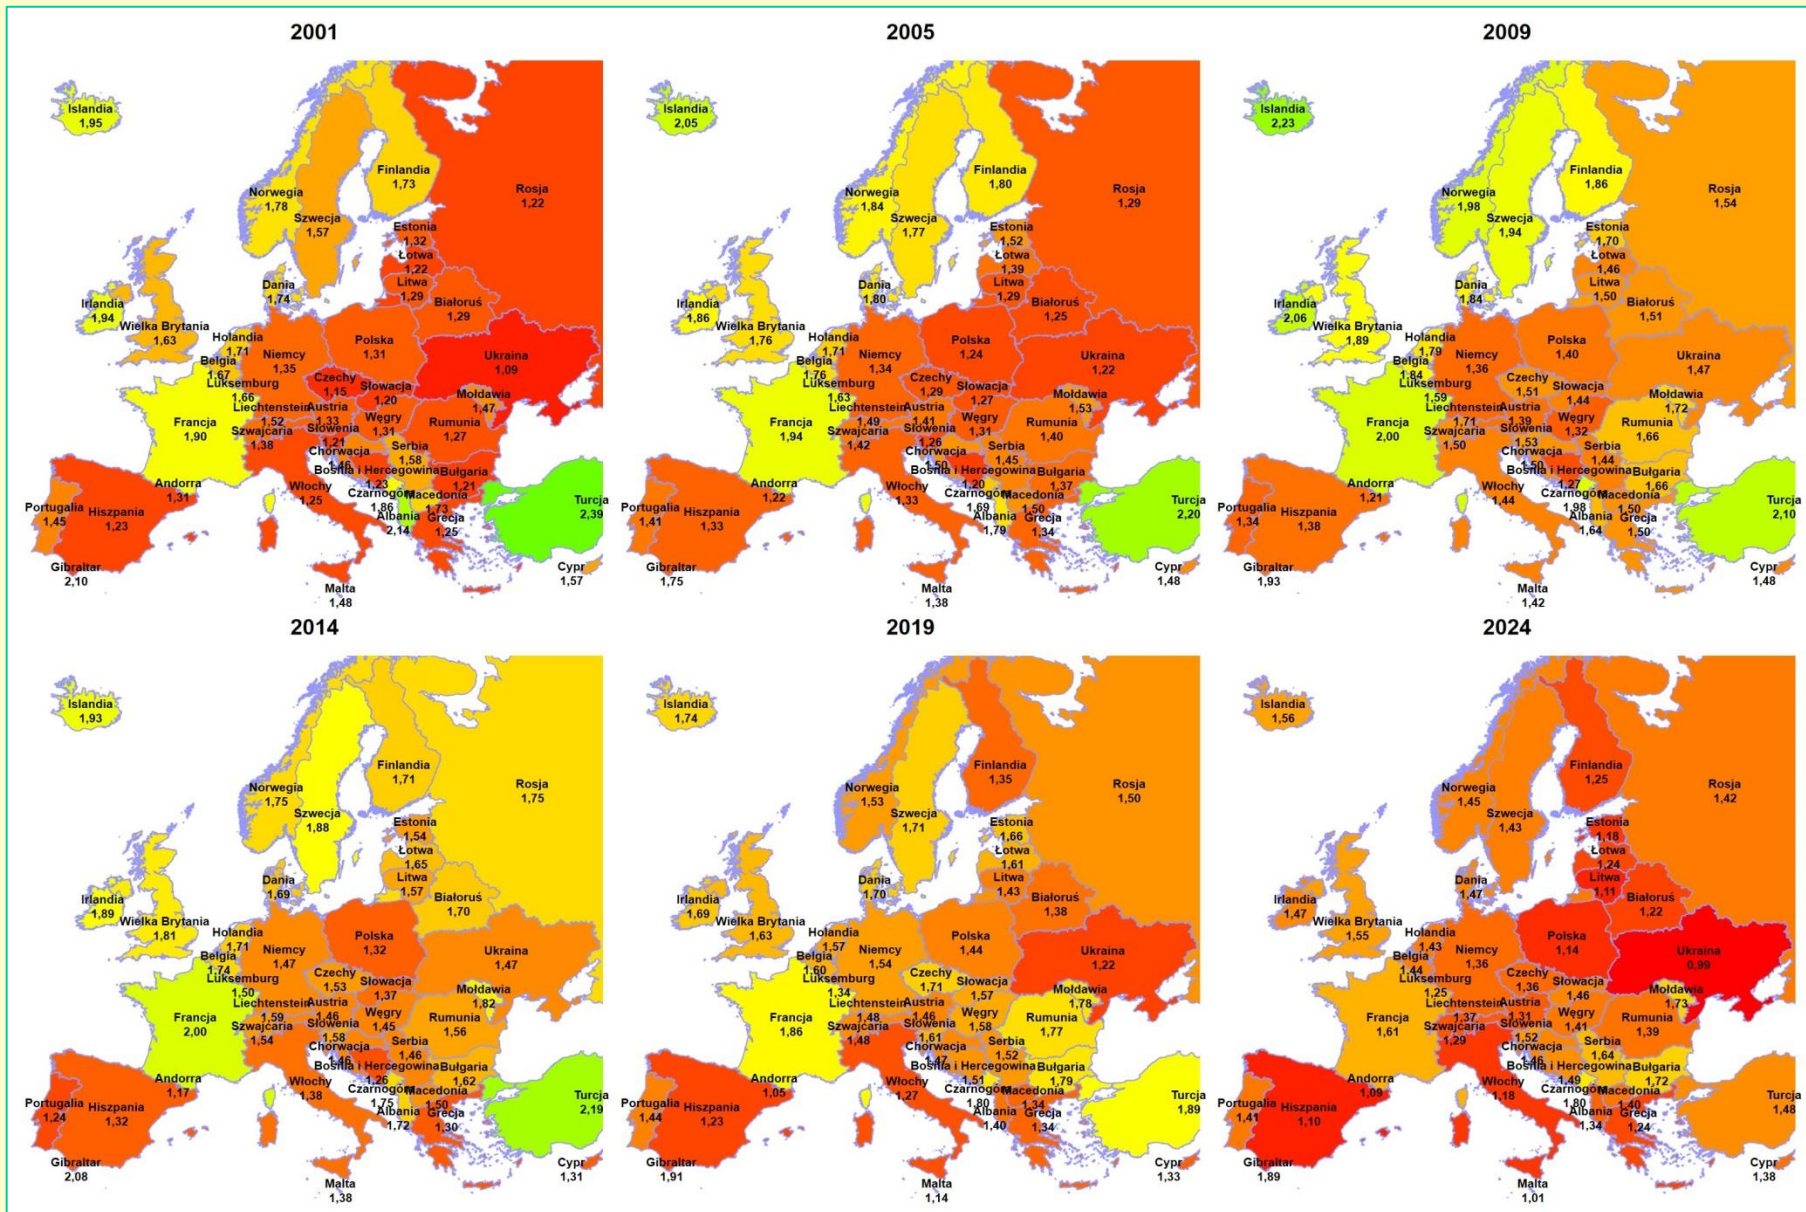 2001
Islandia
1,95
Finlandia
1,73
Norwegia
1,78
Szwecja
1,57
Rosja
1,22
Estonia
1,32
Łotwa
1,22
Litwa
1,29
Dania
1,74
Białoruś
1,29
Irlandia
1,94
Wielka Brytania
1,63
Holandia
1,71
Belgia
1,67
Luksemburg
1,66
Niemcy
1,35
Polska
1,31
Ukraina
1,09
Czechy
1,15
Słowacja
1,20
Mołdawia
1,47
Liechtenstein
1,52
Austria
1,33
Węgry
1,31
Francja
1,90
Szwajcaria
1,38
Słowenia
1,21
Rumunia
1,27
Chorwacja
1,46
Serbia
1,58
Bośnia i Hercegowina
1,23
Bułgaria
1,21
Andorra
1,31
Włochy
1,25
Czarnogóra
1,86
Macedonia
1,73
Turcja
2,39
Portugalia
1,45
Hiszpania
1,23
Albania
2,14
Grecja
1,25
Gibraltar
2,10
Malta
1,48
Cypr
1,57
2005
Islandia
2,05
Finlandia
1,80
Norwegia
1,84
Szwecja
1,77
Rosja
1,29
Estonia
1,52
Łotwa
1,39
Litwa
1,29
Dania
1,80
Białoruś
1,25
Irlandia
1,86
Wielka Brytania
1,76
Holandia
1,71
Belgia
1,76
Luksemburg
1,63
Niemcy
1,34
Polska
1,24
Ukraina
1,22
Czechy
1,29
Słowacja
1,27
Mołdawia
1,53
Liechtenstein
1,49
Austria
1,41
Węgry
1,31
Francja
1,94
Szwajcaria
1,42
Słowenia
1,26
Rumunia
1,40
Chorwacja
1,50
Serbia
1,45
Bośnia i Hercegowina
1,20
Bułgaria
1,37
Andorra
1,22
Włochy
1,33
Czarnogóra
1,69
Macedonia
1,50
Turcja
2,20
Portugalia
1,41
Hiszpania
1,33
Albania
1,79
Grecja
1,34
Gibraltar
1,75
Malta
1,38
Cypr
1,48
2009
Islandia
2,23
Finlandia
1,86
Norwegia
1,98
Szwecja
1,94
Rosja
1,54
Estonia
1,70
Łotwa
1,46
Litwa
1,50
Dania
1,84
Białoruś
1,51
Irlandia
2,06
Wielka Brytania
1,89
Holandia
1,79
Belgia
1,84
Luksemburg
1,59
Niemcy
1,36
Polska
1,40
Ukraina
1,47
Czechy
1,51
Słowacja
1,44
Mołdawia
1,72
Liechtenstein
1,71
Austria
1,39
Węgry
1,32
Francja
2,00
Szwajcaria
1,50
Słowenia
1,53
Rumunia
1,66
Chorwacja
1,50
Serbia
1,44
Bośnia i Hercegowina
1,27
Bułgaria
1,66
Andorra
1,21
Włochy
1,44
Czarnogóra
1,98
Macedonia
1,50
Turcja
2,10
Portugalia
1,34
Hiszpania
1,38
Albania
1,64
Grecja
1,50
Gibraltar
1,93
Malta
1,42
Cypr
1,48
2014
Islandia
1,93
Finlandia
1,71
Norwegia
1,75
Szwecja
1,88
Rosja
1,75
Estonia
1,54
Łotwa
1,65
Litwa
1,57
Dania
1,69
Białoruś
1,70
Irlandia
1,89
Wielka Brytania
1,81
Holandia
1,71
Belgia
1,74
Luksemburg
1,50
Niemcy
1,47
Polska
1,32
Ukraina
1,47
Czechy
1,53
Słowacja
1,37
Mołdawia
1,82
Liechtenstein
1,59
Austria
1,46
Węgry
1,45
Francja
2,00
Szwajcaria
1,54
Słowenia
1,58
Rumunia
1,56
Chorwacja
1,46
Serbia
1,46
Bośnia i Hercegowina
1,26
Bułgaria
1,62
Andorra
1,17
Włochy
1,38
Czarnogóra
1,75
Macedonia
1,50
Turcja
2,19
Portugalia
1,24
Hiszpania
1,32
Albania
1,72
Grecja
1,30
Gibraltar
2,08
Malta
1,38
Cypr
1,31
2019
Islandia
1,74
Finlandia
1,35
Norwegia
1,53
Szwecja
1,71
Rosja
1,50
Estonia
1,66
Łotwa
1,61
Litwa
1,43
Dania
1,70
Białoruś
1,38
Irlandia
1,69
Wielka Brytania
1,63
Holandia
1,57
Belgia
1,60
Luksemburg
1,34
Niemcy
1,54
Polska
1,44
Ukraina
1,22
Czechy
1,71
Słowacja
1,57
Mołdawia
1,78
Liechtenstein
1,48
Austria
1,46
Węgry
1,58
Francja
1,86
Szwajcaria
1,48
Słowenia
1,61
Rumunia
1,77
Chorwacja
1,47
Serbia
1,52
Bośnia i Hercegowina
1,51
Bułgaria
1,79
Andorra
1,05
Włochy
1,27
Czarnogóra
1,80
Macedonia
1,34
Turcja
1,89
Portugalia
1,44
Hiszpania
1,23
Albania
1,40
Grecja
1,34
Gibraltar
1,91
Malta
1,14
Cypr
1,33
2024
Islandia
1,56
Finlandia
1,25
Norwegia
1,45
Szwecja
1,43
Rosja
1,42
Estonia
1,18
Łotwa
1,24
Litwa
1,11
Dania
1,47
Białoruś
1,22
Irlandia
1,47
Wielka Brytania
1,55
Holandia
1,43
Belgia
1,44
Luksemburg
1,25
Niemcy
1,36
Polska
1,14
Ukraina
0,99
Czechy
1,36
Słowacja
1,46
Mołdawia
1,73
Liechtenstein
1,37
Austria
1,31
Węgry
1,41
Francja
1,61
Szwajcaria
1,29
Słowenia
1,52
Rumunia
1,39
Chorwacja
1,46
Serbia
1,64
Bośnia i Hercegowina
1,49
Bułgaria
1,72
Andorra
1,09
Włochy
1,18
Czarnogóra
1,80
Macedonia
1,40
Turcja
1,48
Portugalia
1,41
Hiszpania
1,10
Albania
1,34
Grecja
1,24
Gibraltar
1,89
Malta
1,01
Cypr
1,38